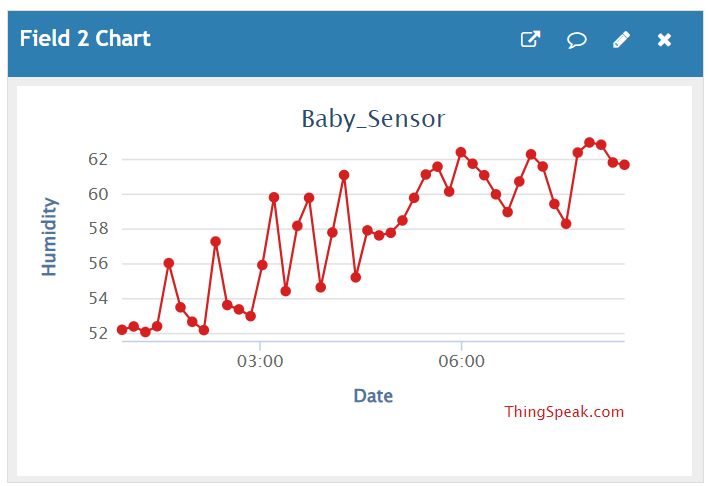 Field 2 Chart
Baby_Sensor
62
60
58
56
54
52
Humidity
03:00
06:00
Date
ThingSpeak.com